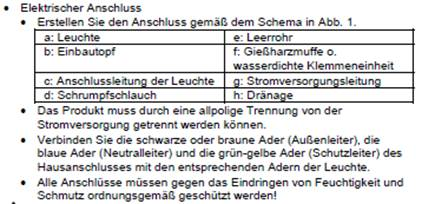 • Elektrischer Anschluss
• Erstellen Sie den Anschluss gemäß dem Schema in Abb. 1.
a: Leuchte
e: Leerrohr
b: Einbautopf
f: Gießharzmuffe o.
wasserdichte Klemmeneinheit
c: Anschlussleitung der Leuchte
g: Stromversorgungsleitung
d: Schrumpfschlauch
h: Dränage
• Das Produkt muss durch eine allpolige Trennung von der
Stromversorgung getrennt werden können.
• Verbinden Sie die schwarze oder braune Ader (Außenleiter), die
blaue Ader (Neutralleiter) und die grün-gelbe Ader (Schutzleiter) des
Hausanschlusses mit den entsprechenden Adern der Leuchte.
• Alle Anschlüsse müssen gegen das Eindringen von Feuchtigkeit und
Schmutz ordnungsgemäß geschützt werden!